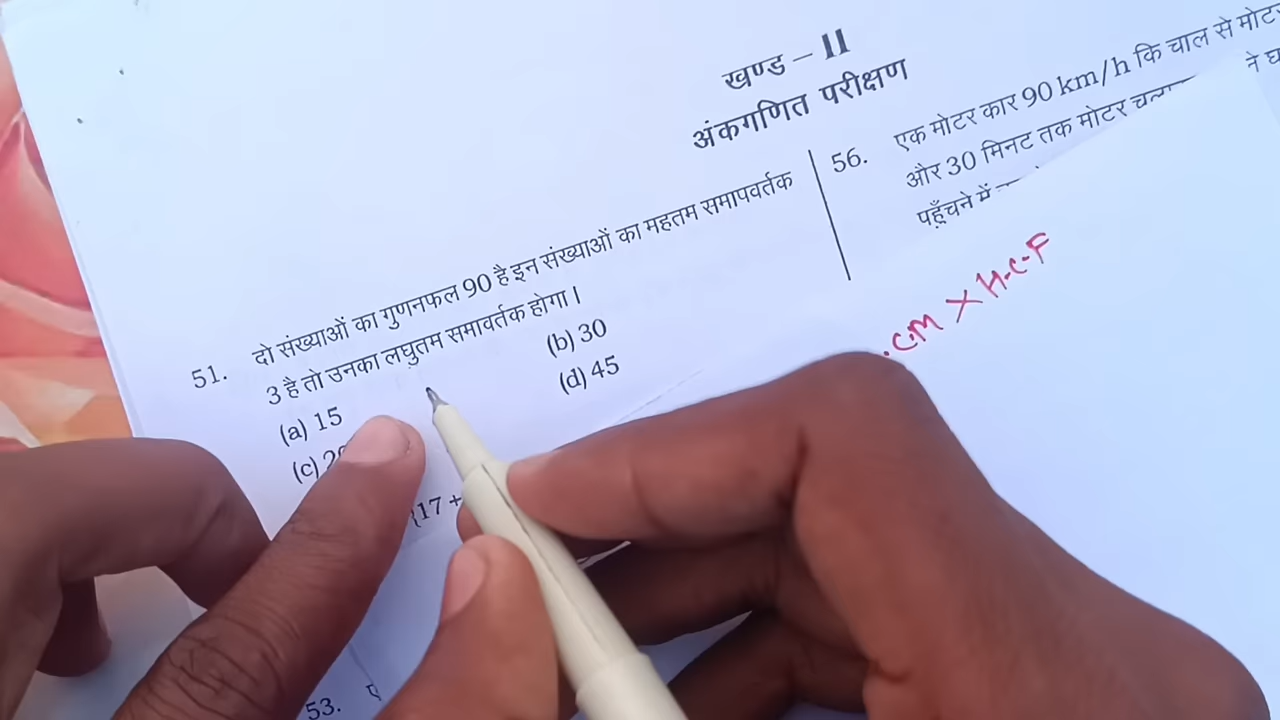 खण्ड – II
अंकगणित परीक्षण
51. दो संख्याओं का गुणनफल 90 है इन संख्याओं का महतम समापवर्तक
3 है तो उनका लघुतम समावर्तक होगा।
(a) 15 (b) 30
(c) (d) 45
{17 +
53.
56. एक मोटर कार 90 km/h कि चाल से मोटर
और 30 मिनट तक मोटर
पहुँचने में
.C.M X H.C.F